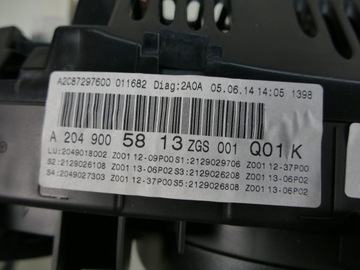 A2C87297600 011682 Diag:2A0A 05.06.14 14:05 1398
A 204 900 58 13 ZGS 001 Q01 K
LU:2049018002 Z001 12-09P00 S1:2129029706 Z001 12-37P00
S2:2129026108 Z001 13-06P02 S3:2129026208 Z001 13-06P02
S4:2049027303 Z001 12-37P00 S5:2129026808 Z001 13-06P02